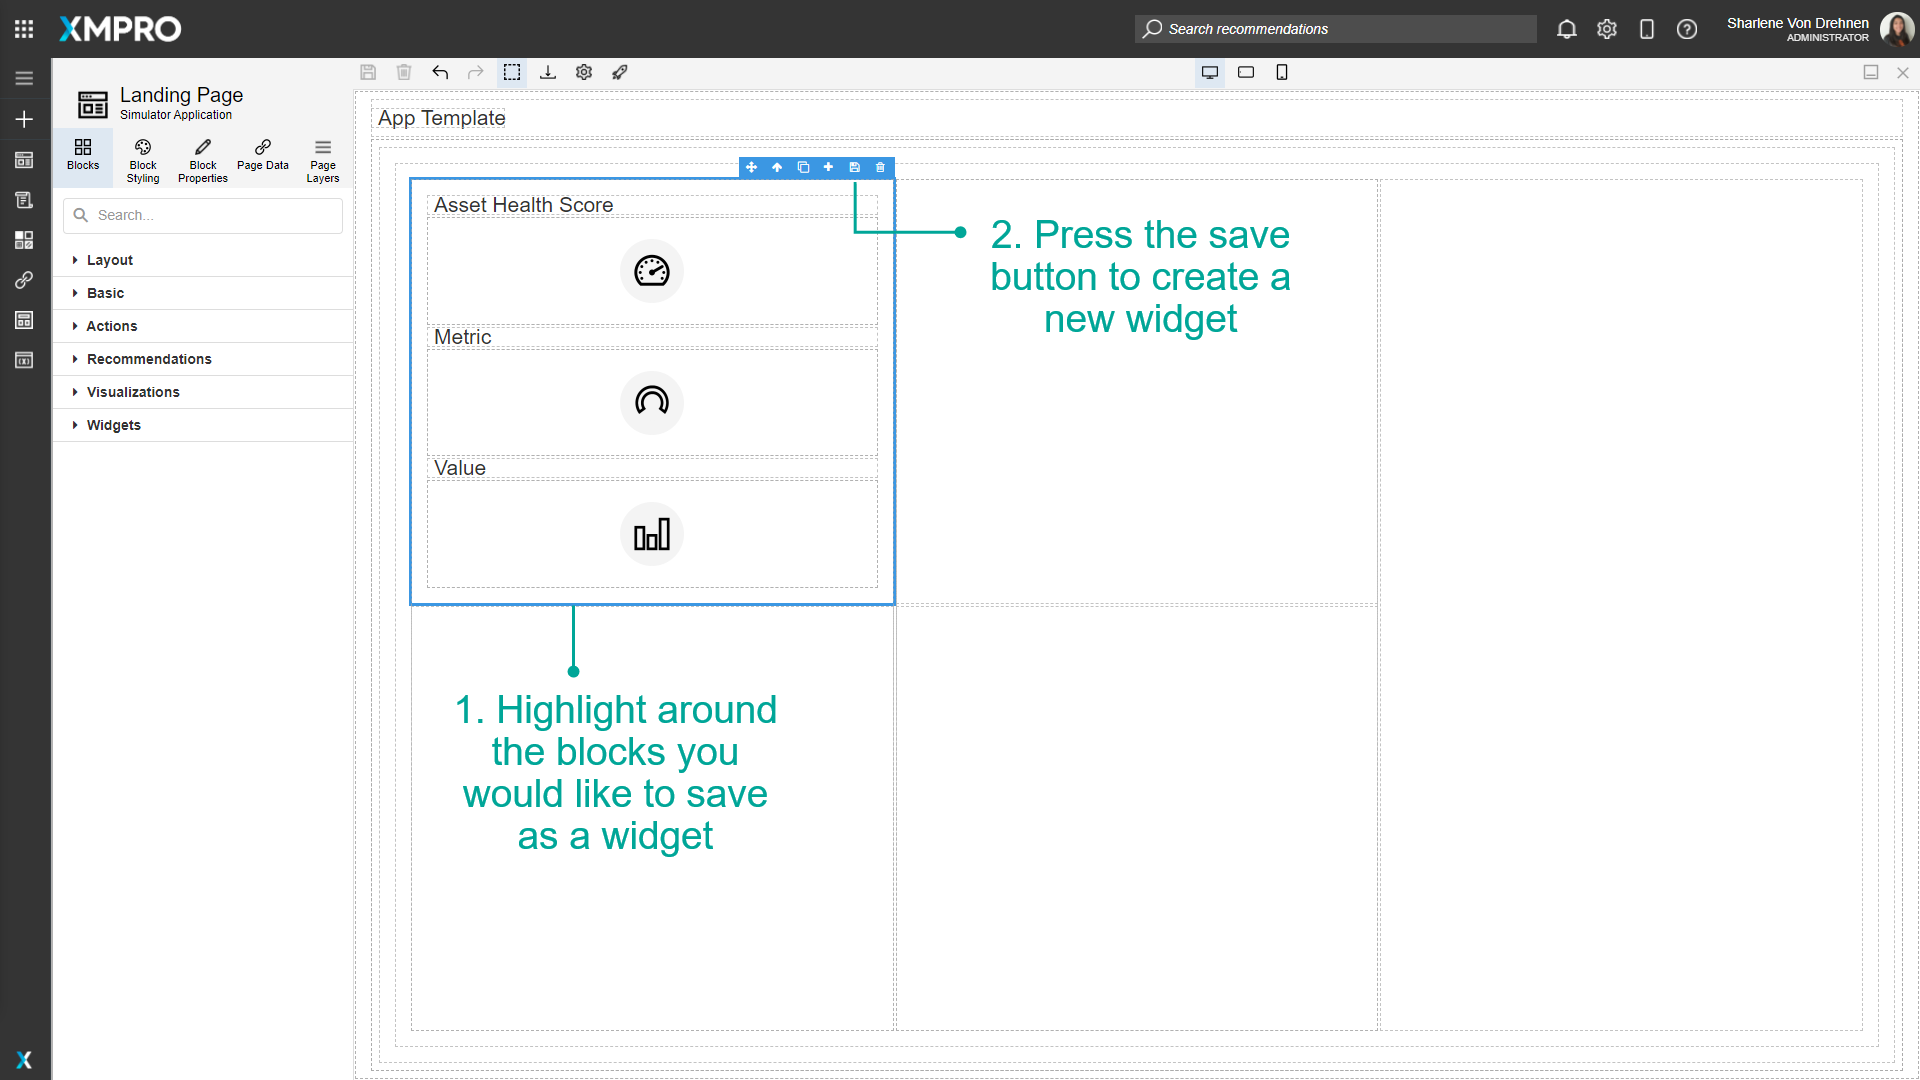 XMPRO
Search recommendations
Sharlene Von Drehnen
ADMINISTRATOR
Landing Page
Simulator Application
Blocks
Block
Styling
Block
Properties
Page Data
Page
Layers
Search...
Layout
Basic
Actions
Recommendations
Visualizations
Widgets
App Template
Asset Health Score
Metric
Value
2. Press the save
button to create a
new widget
1. Highlight around
the blocks you
would like to save
as a widget